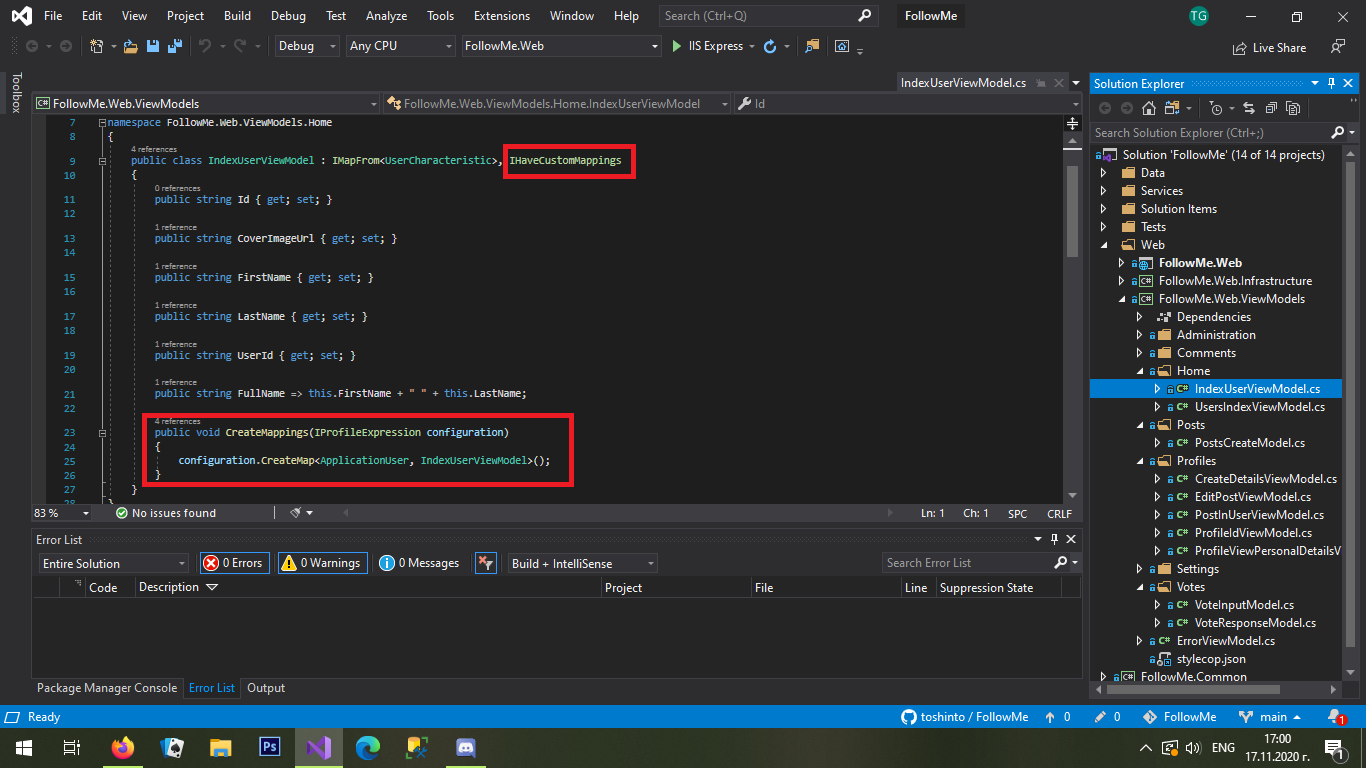 File Edit View Project Build Debug Test Analyze Tools Extensions Window Help Search (Ctrl+Q) FollowMe TG
Debug Any CPU FollowMe.Web IIS Express Live Share
Toolbox
IndexUserViewModel.cs
FollowMe.Web.ViewModels FollowMe.Web.ViewModels.Home.IndexUserViewModel Id
7 namespace FollowMe.Web.ViewModels.Home
8 {
4 references
9 public class IndexUserViewModel : IMapFrom<UserCharacteristic>, IHaveCustomMappings
10 {
0 references
11 public string Id { get; set; }
12
1 reference
13 public string CoverImageUrl { get; set; }
14
1 reference
15 public string FirstName { get; set; }
16
1 reference
17 public string LastName { get; set; }
18
1 reference
19 public string UserId { get; set; }
20
1 reference
21 public string FullName => this.FirstName + " " + this.LastName;
22
4 references
23 public void CreateMappings(IProfileExpression configuration)
24 {
25 configuration.CreateMap<ApplicationUser, IndexUserViewModel>();
26 }
27 }
28 }
83 % No issues found Ln: 1 Ch: 1 SPC CRLF
Error List
Entire Solution 0 Errors 0 Warnings 0 Messages Build + IntelliSense Search Error List
Code Description Project File Line Suppression State
Package Manager Console Error List Output
Solution Explorer
Search Solution Explorer (Ctrl+;)
Solution 'FollowMe' (14 of 14 projects)
Data
Services
Solution Items
Tests
Web
FollowMe.Web
FollowMe.Web.Infrastructure
FollowMe.Web.ViewModels
Dependencies
Administration
Comments
Home
C# IndexUserViewModel.cs
C# UsersIndexViewModel.cs
Posts
C# PostsCreateModel.cs
Profiles
C# CreateDetailsViewModel.cs
C# EditPostViewModel.cs
C# PostInUserViewModel.cs
C# ProfileIdViewModel.cs
C# ProfileViewPersonalDetailsV
Settings
Votes
C# VoteInputModel.cs
C# VoteResponseModel.cs
C# ErrorViewModel.cs
stylecop.json
FollowMe.Common
Ready toshinto / FollowMe 0 0 FollowMe main 1
Ps ENG 17:00
17.11.2020 г. 1